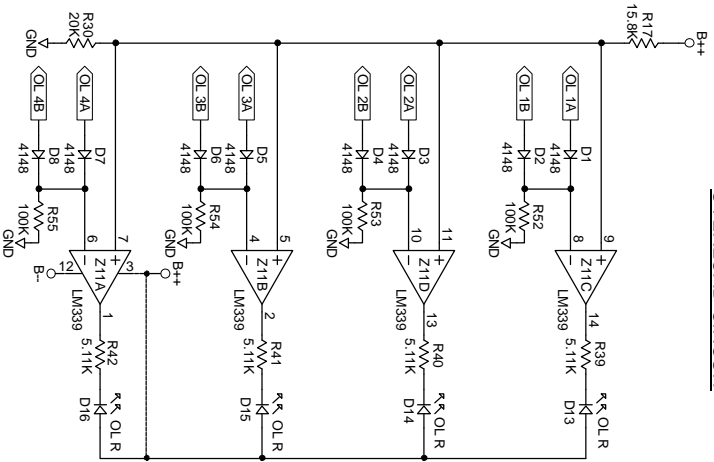 B++
R17
15.8K
OL 1A
D1
4148
OL 1B
D2
4148
R52
100K
GND
9
+
8
−
Z11C
LM339
14
R39
5.11K
OL R
D13
OL 2A
D3
4148
OL 2B
D4
4148
R53
100K
GND
11
+
10
−
Z11D
LM339
13
R40
5.11K
OL R
D14
OL 3A
D5
4148
OL 3B
D6
4148
R54
100K
GND
5
+
4
−
Z11B
LM339
2
R41
5.11K
OL R
D15
B++
OL 4A
D7
4148
OL 4B
D8
4148
R55
100K
GND
7
+
6
−
3
12
Z11A
LM339
1
R42
5.11K
OL R
D16
B--
R30
20K
GND